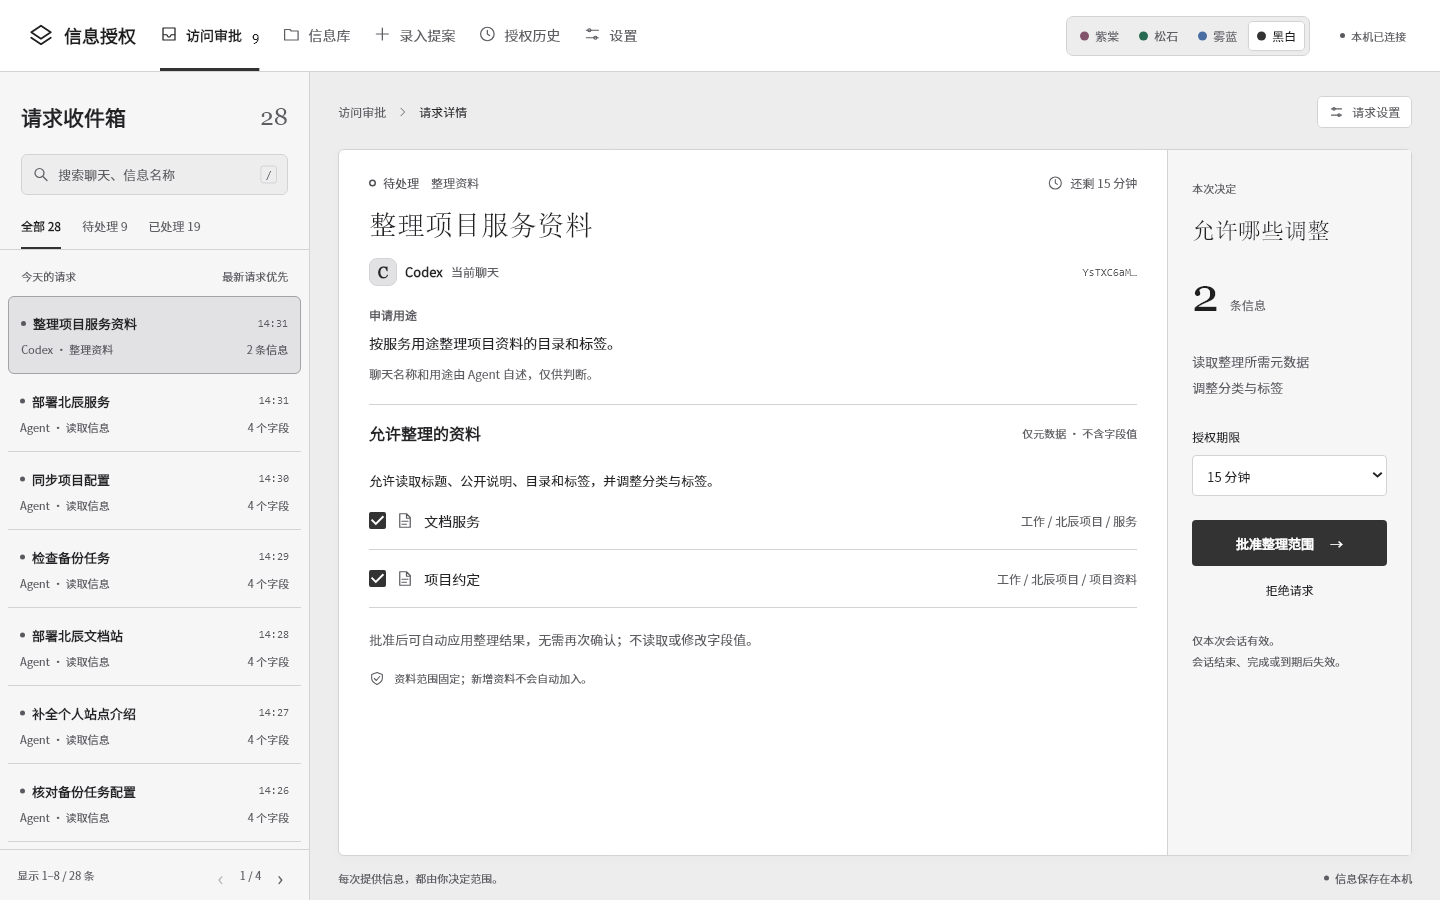 信息授权
访问审批 9
信息库
录入提案
授权历史
设置
紫棠
松石
雾蓝
黑白
本机已连接
请求收件箱 28
搜索聊天、信息名称 /
全部 28 待处理 9 已处理 19
今天的请求 最新请求优先
整理项目服务资料 14:31
Codex · 整理资料 2 条信息
部署北辰服务 14:31
Agent · 读取信息 4 个字段
同步项目配置 14:30
Agent · 读取信息 4 个字段
检查备份任务 14:29
Agent · 读取信息 4 个字段
部署北辰文档站 14:28
Agent · 读取信息 4 个字段
补全个人站点介绍 14:27
Agent · 读取信息 4 个字段
核对备份任务配置 14:26
Agent · 读取信息 4 个字段
显示 1–8 / 28 条 ‹ 1 / 4 ›
访问审批 > 请求详情
请求设置
待处理 整理资料 还剩 15 分钟
整理项目服务资料
C Codex 当前聊天 YsTXC6aM…
申请用途
按服务用途整理项目资料的目录和标签。
聊天名称和用途由 Agent 自述，仅供判断。
允许整理的资料 仅元数据 · 不含字段值
允许读取标题、公开说明、目录和标签，并调整分类与标签。
文档服务 工作 / 北辰项目 / 服务
项目约定 工作 / 北辰项目 / 项目资料
批准后可自动应用整理结果，无需再次确认；不读取或修改字段值。
资料范围固定；新增资料不会自动加入。
本次决定
允许哪些调整
2 条信息
读取整理所需元数据
调整分类与标签
授权期限
15 分钟
批准整理范围 →
拒绝请求
仅本次会话有效。
会话结束、完成或到期后失效。
每次提供信息，都由你决定范围。
信息保存在本机